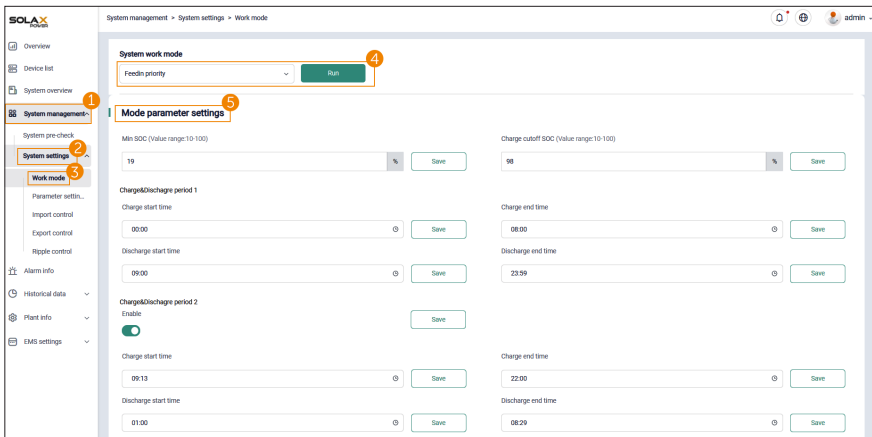 SOLAX
POWER
System management > System settings > Work mode
admin
Overview
Device list
System overview
1
System management
System pre-check
2
System settings
3
Work mode
Parameter settin...
Import control
Export control
Ripple control
Alarm info
Historical data
Plant info
EMS settings
System work mode
4
Feedin priority
Run
5
Mode parameter settings
Min SOC (Value range:10-100)
Charge cutoff SOC (Value range:10-100)
19 % Save
98 % Save
Charge&Dischagre period 1
Charge start time
Charge end time
00:00 Save
08:00 Save
Discharge start time
Discharge end time
09:00 Save
23:59 Save
Charge&Dischagre period 2
Enable
Save
Charge start time
Charge end time
09:13 Save
22:00 Save
Discharge start time
Discharge end time
01:00 Save
08:29 Save